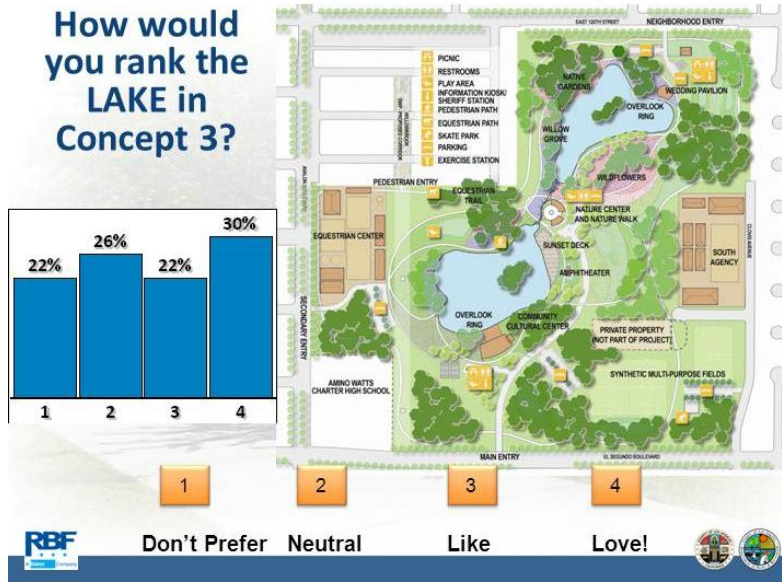 How would
you rank the
LAKE in
Concept 3?
22%
26%
22%
30%
1
2
3
4
EAST 120TH STREET
NEIGHBORHOOD ENTRY
PICNIC
RESTROOMS
PLAY AREA
INFORMATION KIOSK/
SHERIFF STATION
PEDESTRIAN PATH
EQUESTRIAN PATH
SKATE PARK
PARKING
EXERCISE STATION
NATIVE
GARDENS
WEDDING PAVILION
OVERLOOK
RING
WILLOW
GROVE
WILDFLOWERS
PEDESTRIAN ENTRY
EQUESTRIAN
TRAIL
NATURE CENTER
AND NATURE WALK
EQUESTRIAN CENTER
SUNSET DECK
AMPHITHEATER
SOUTH
AGENCY
SECONDARY ENTRY
OVERLOOK
RING
COMMUNITY
CULTURAL CENTER
PRIVATE PROPERTY
(NOT PART OF PROJECT)
SYNTHETIC MULTI-PURPOSE FIELDS
AMINO WATTS
CHARTER HIGH SCHOOL
MAIN ENTRY
EL SEGUNDO BOULEVARD
1
2
3
4
Don't Prefer
Neutral
Like
Love!
RBF